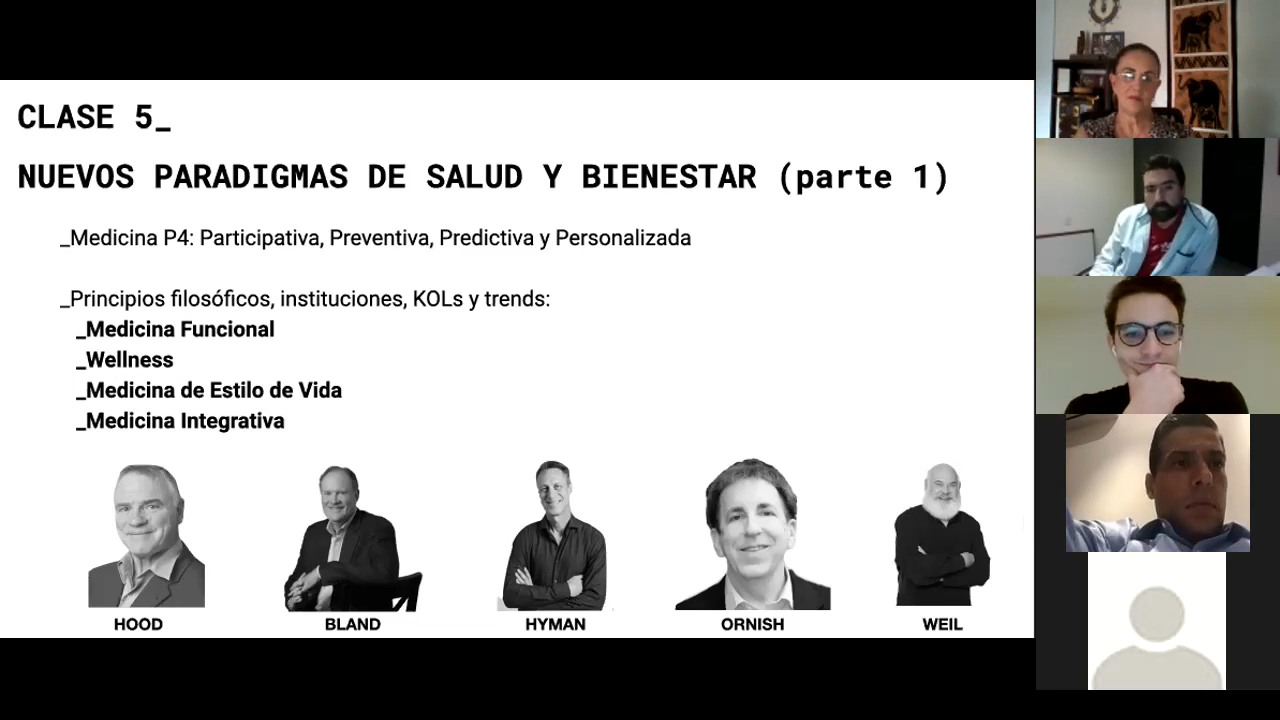 CLASE 5_
NUEVOS PARADIGMAS DE SALUD Y BIENESTAR (parte 1)
_Medicina P4: Participativa, Preventiva, Predictiva y Personalizada
_Principios filosóficos, instituciones, KOLs y trends:
_Medicina Funcional
_Wellness
_Medicina de Estilo de Vida
_Medicina Integrativa
HOOD BLAND HYMAN ORNISH WEIL